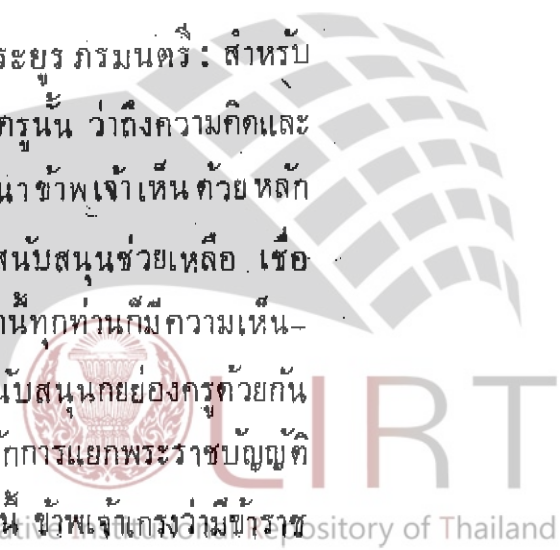 ระยูร ภรมนตรี : สำหรับ
ครูนั้น ว่าถึงความคิดและ
นำ ข้าพเจ้าเห็นด้วยหลัก
สนับสนุนช่วยเหลือ เชื่อ
นี้ทุกท่านก็มีความเห็น-
นับสนุนกยย่องครูด้วยกัน
ักการแยกพระราชบัญญัติ
นี้ ข้าพเจ้าเกรงว่ามีข้าราช
LIRT
Repository of Thailand